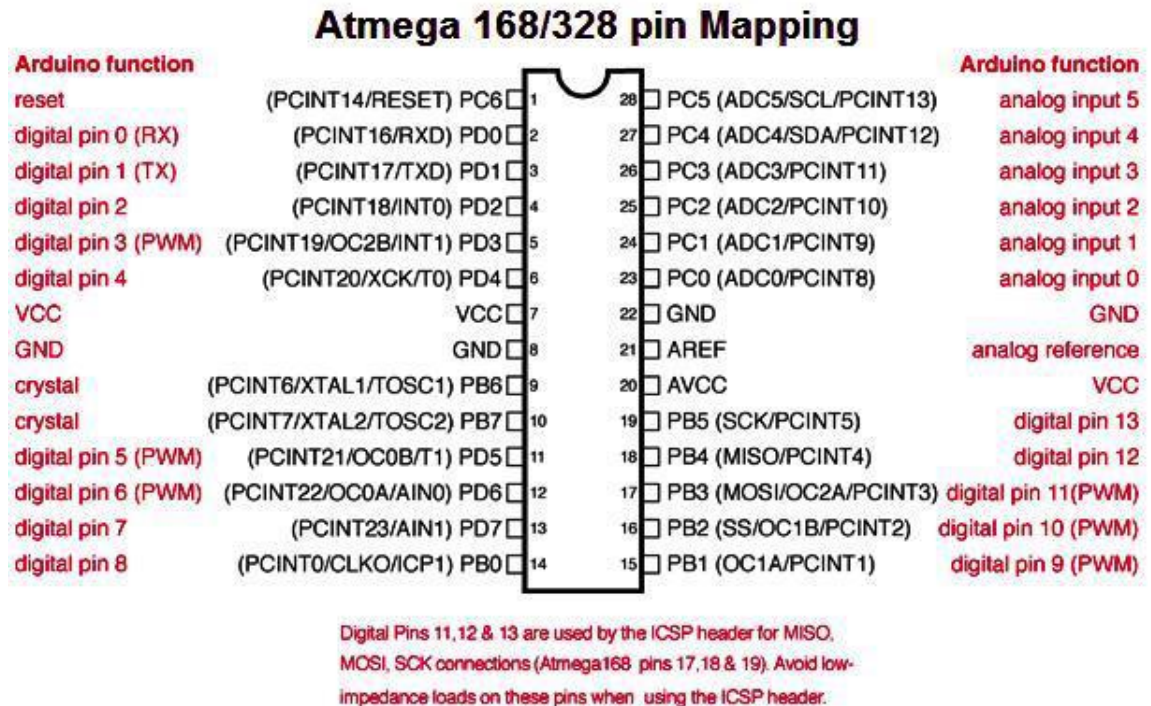 Atmega 168/328 pin Mapping
Arduino function Arduino function
reset (PCINT14/RESET) PC6 1 28 PC5 (ADC5/SCL/PCINT13) analog input 5
digital pin 0 (RX) (PCINT16/RXD) PD0 2 27 PC4 (ADC4/SDA/PCINT12) analog input 4
digital pin 1 (TX) (PCINT17/TXD) PD1 3 26 PC3 (ADC3/PCINT11) analog input 3
digital pin 2 (PCINT18/INT0) PD2 4 25 PC2 (ADC2/PCINT10) analog input 2
digital pin 3 (PWM) (PCINT19/OC2B/INT1) PD3 5 24 PC1 (ADC1/PCINT9) analog input 1
digital pin 4 (PCINT20/XCK/T0) PD4 6 23 PC0 (ADC0/PCINT8) analog input 0
VCC VCC 7 22 GND GND
GND GND 8 21 AREF analog reference
crystal (PCINT6/XTAL1/TOSC1) PB6 9 20 AVCC VCC
crystal (PCINT7/XTAL2/TOSC2) PB7 10 19 PB5 (SCK/PCINT5) digital pin 13
digital pin 5 (PWM) (PCINT21/OC0B/T1) PD5 11 18 PB4 (MISO/PCINT4) digital pin 12
digital pin 6 (PWM) (PCINT22/OC0A/AIN0) PD6 12 17 PB3 (MOSI/OC2A/PCINT3) digital pin 11(PWM)
digital pin 7 (PCINT23/AIN1) PD7 13 16 PB2 (SS/OC1B/PCINT2) digital pin 10 (PWM)
digital pin 8 (PCINT0/CLKO/ICP1) PB0 14 15 PB1 (OC1A/PCINT1) digital pin 9 (PWM)
Digital Pins 11,12 & 13 are used by the ICSP header for MISO,
MOSI, SCK connections (Atmega168 pins 17,18 & 19). Avoid low-
impedance loads on these pins when using the ICSP header.